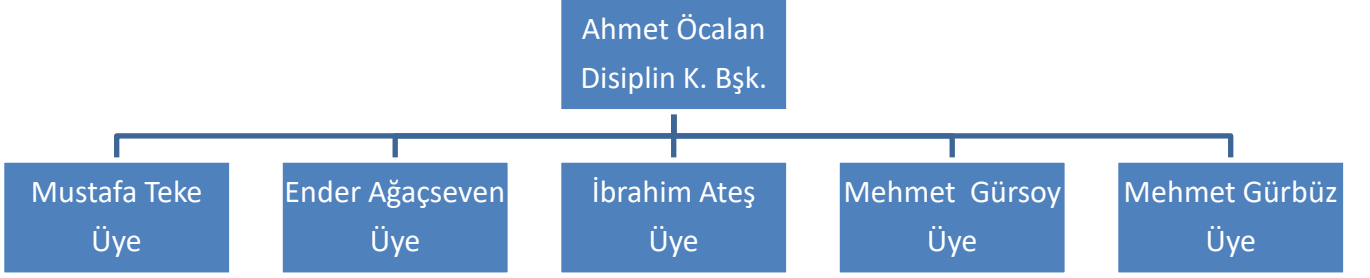 Ahmet Öcalan
Disiplin K. Bşk.
Mustafa Teke
Üye
Ender Ağaçseven
Üye
İbrahim Ateş
Üye
Mehmet  Gürsoy
Üye
Mehmet Gürbüz
Üye